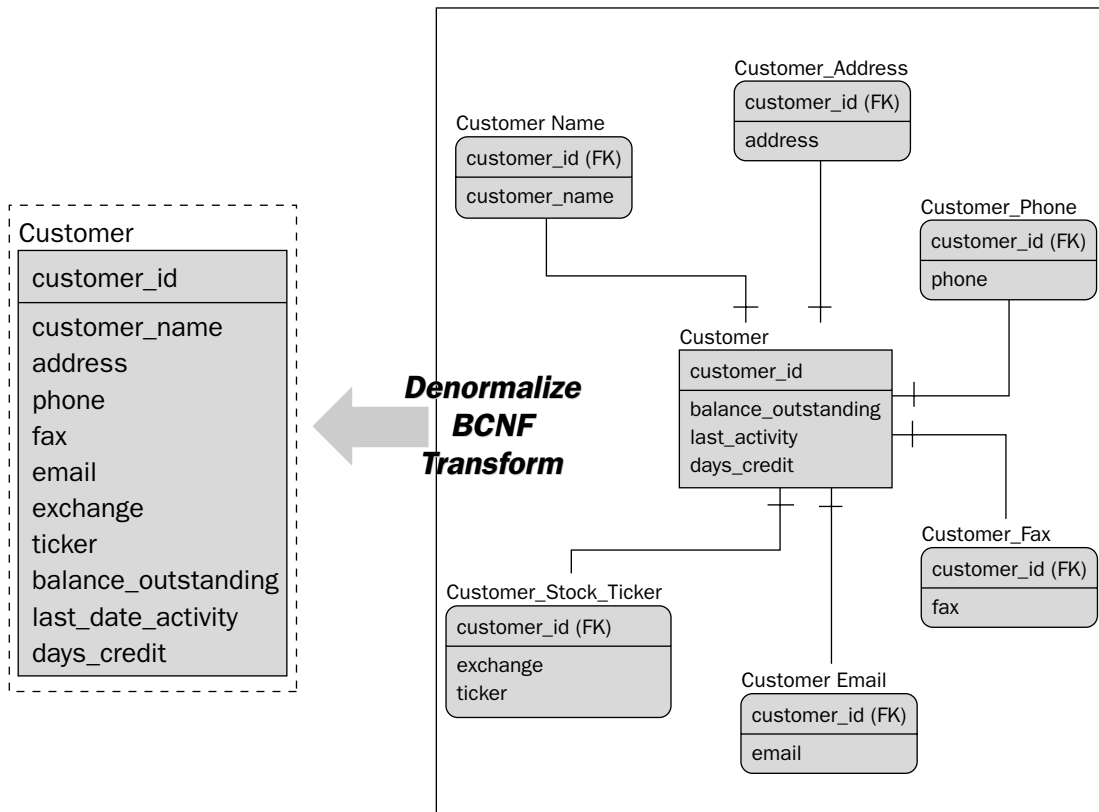 Customer
customer_id
customer_name
address
phone
fax
email
exchange
ticker
balance_outstanding
last_date_activity
days_credit
Denormalize
BCNF
Transform
Customer_Address
customer_id (FK)
address
Customer Name
customer_id (FK)
customer_name
Customer_Phone
customer_id (FK)
phone
Customer
customer_id
balance_outstanding
last_activity
days_credit
Customer_Fax
customer_id (FK)
fax
Customer_Stock_Ticker
customer_id (FK)
exchange
ticker
Customer Email
customer_id (FK)
email